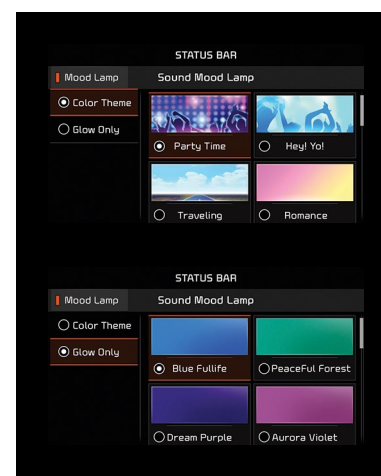 STATUS BAR
Mood Lamp
Sound Mood Lamp
Color Theme
Glow Only
Party Time
Hey! Yo!
Traveling
Romance
STATUS BAR
Mood Lamp
Sound Mood Lamp
Color Theme
Glow Only
Blue Fullife
PeaceFul Forest
Dream Purple
Aurora Violet